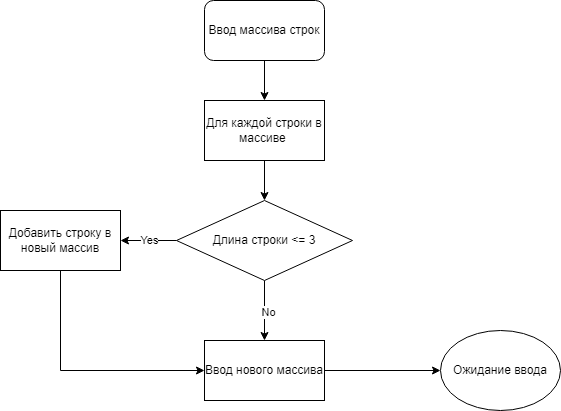 Ввод массива строк
Для каждой строки в
массиве
Длина строки <= 3
Yes
Добавить строку в
новый массив
No
Ввод нового массива
Ожидание ввода